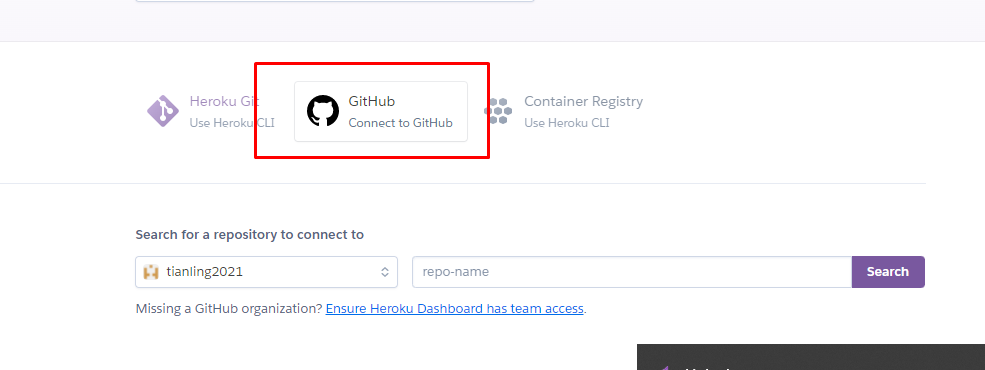 Heroku Git
Use Heroku CLI
GitHub
Connect to GitHub
Container Registry
Use Heroku CLI
Search for a repository to connect to
tianling2021
repo-name
Search
Missing a GitHub organization? Ensure Heroku Dashboard has team access.